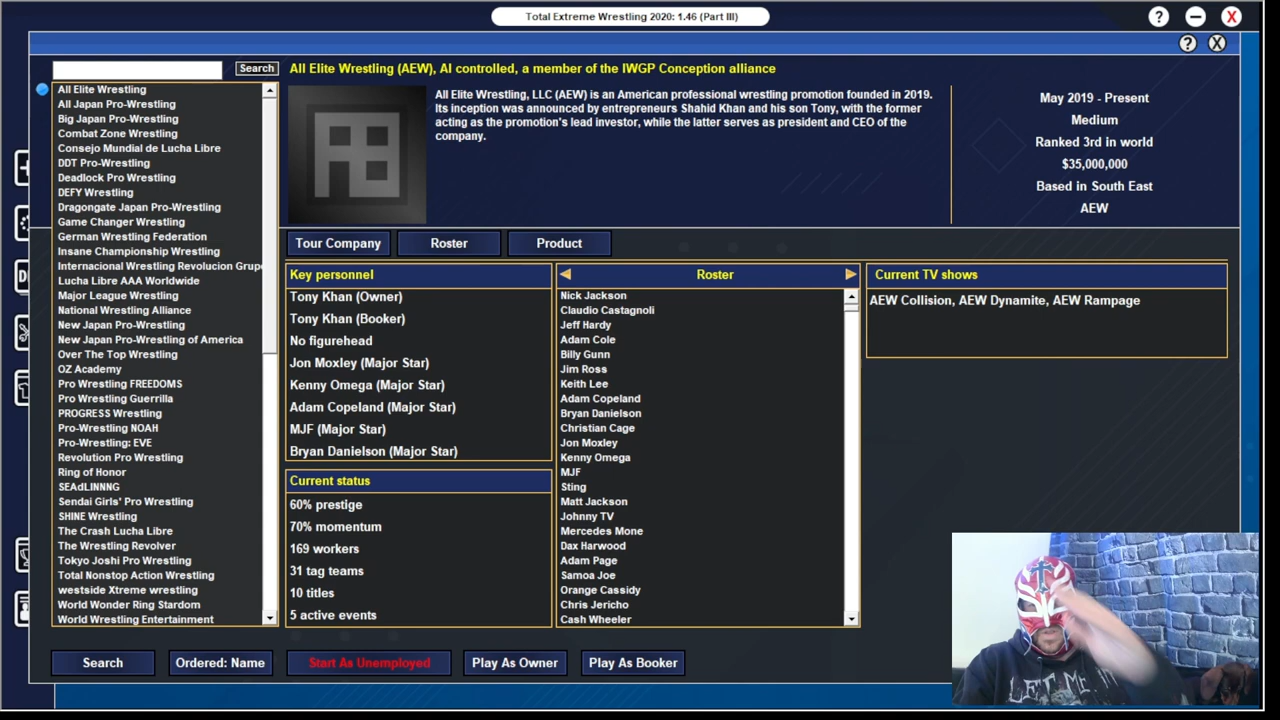 Total Extreme Wrestling 2020: 1.46 (Part III)
?
X
?
X
Search
All Elite Wrestling (AEW), AI controlled, a member of the IWGP Conception alliance
All Elite Wrestling
All Japan Pro-Wrestling
Big Japan Pro-Wrestling
Combat Zone Wrestling
Consejo Mundial de Lucha Libre
DDT Pro-Wrestling
Deadlock Pro Wrestling
DEFY Wrestling
Dragongate Japan Pro-Wrestling
Game Changer Wrestling
German Wrestling Federation
Insane Championship Wrestling
Internacional Wrestling Revolucion Grupo
Lucha Libre AAA Worldwide
Major League Wrestling
National Wrestling Alliance
New Japan Pro-Wrestling
New Japan Pro-Wrestling of America
Over The Top Wrestling
OZ Academy
Pro Wrestling FREEDOMS
Pro Wrestling Guerrilla
PROGRESS Wrestling
Pro-Wrestling NOAH
Pro-Wrestling: EVE
Revolution Pro Wrestling
Ring of Honor
SEAdLINNNG
Sendai Girls' Pro Wrestling
SHINE Wrestling
The Crash Lucha Libre
The Wrestling Revolver
Tokyo Joshi Pro Wrestling
Total Nonstop Action Wrestling
westside Xtreme wrestling
World Wonder Ring Stardom
World Wrestling Entertainment
All Elite Wrestling, LLC (AEW) is an American professional wrestling promotion founded in 2019.
Its inception was announced by entrepreneurs Shahid Khan and his son Tony, with the former
acting as the promotion's lead investor, while the latter serves as president and CEO of the
company.
May 2019 - Present
Medium
Ranked 3rd in world
$35,000,000
Based in South East
AEW
Tour Company
Roster
Product
Key personnel
Tony Khan (Owner)
Tony Khan (Booker)
No figurehead
Jon Moxley (Major Star)
Kenny Omega (Major Star)
Adam Copeland (Major Star)
MJF (Major Star)
Bryan Danielson (Major Star)
Current status
60% prestige
70% momentum
169 workers
31 tag teams
10 titles
5 active events
Roster
Nick Jackson
Claudio Castagnoli
Jeff Hardy
Adam Cole
Billy Gunn
Jim Ross
Keith Lee
Adam Copeland
Bryan Danielson
Christian Cage
Jon Moxley
Kenny Omega
MJF
Sting
Matt Jackson
Johnny TV
Mercedes Mone
Dax Harwood
Adam Page
Samoa Joe
Orange Cassidy
Chris Jericho
Cash Wheeler
Current TV shows
AEW Collision, AEW Dynamite, AEW Rampage
Search
Ordered: Name
Start As Unemployed
Play As Owner
Play As Booker
LET ME IN